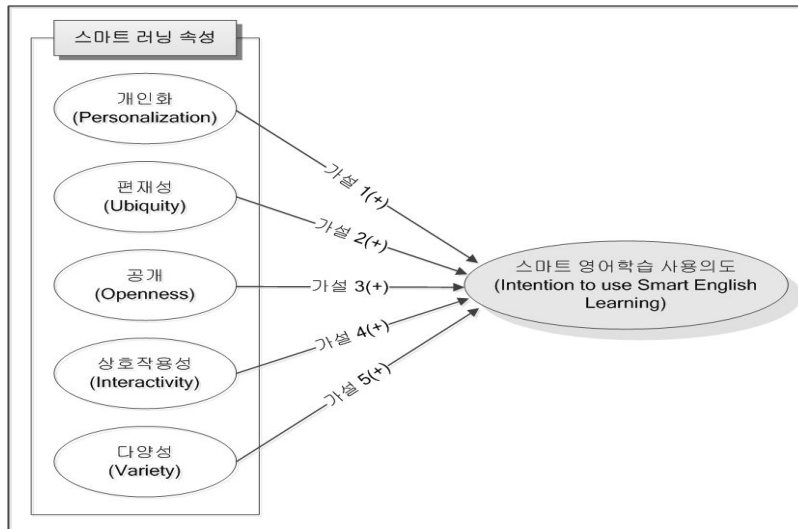 스마트 러닝 속성
개인화
(Personalization)
가설 1(+)
편재성
(Ubiquity)
가설 2(+)
공개
(Openness)
가설 3(+)
스마트 영어학습 사용의도
(Intention to use Smart English
Learning)
상호작용성
(Interactivity)
가설 4(+)
다양성
(Variety)
가설 5(+)